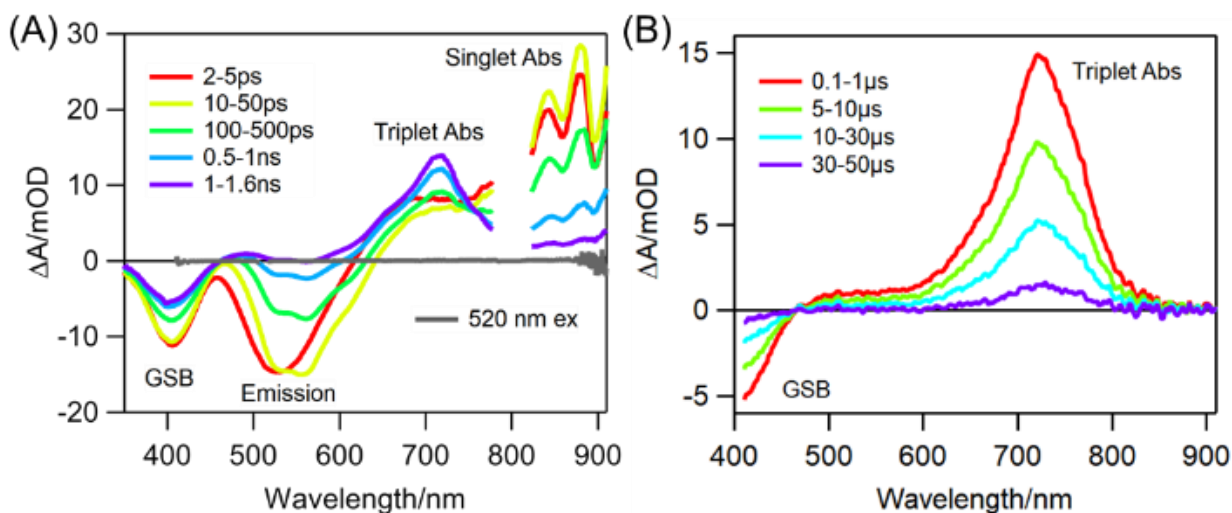 (A)
30
20
10
0
-10
-20
ΔA/mOD
2-5ps
10-50ps
100-500ps
0.5-1ns
1-1.6ns
Singlet Abs
Triplet Abs
GSB
Emission
520 nm ex
400 500 600 700 800 900
Wavelength/nm
(B)
15
10
5
0
-5
ΔA/mOD
0.1-1μs
5-10μs
10-30μs
30-50μs
Triplet Abs
GSB
400 500 600 700 800 900
Wavelength/nm